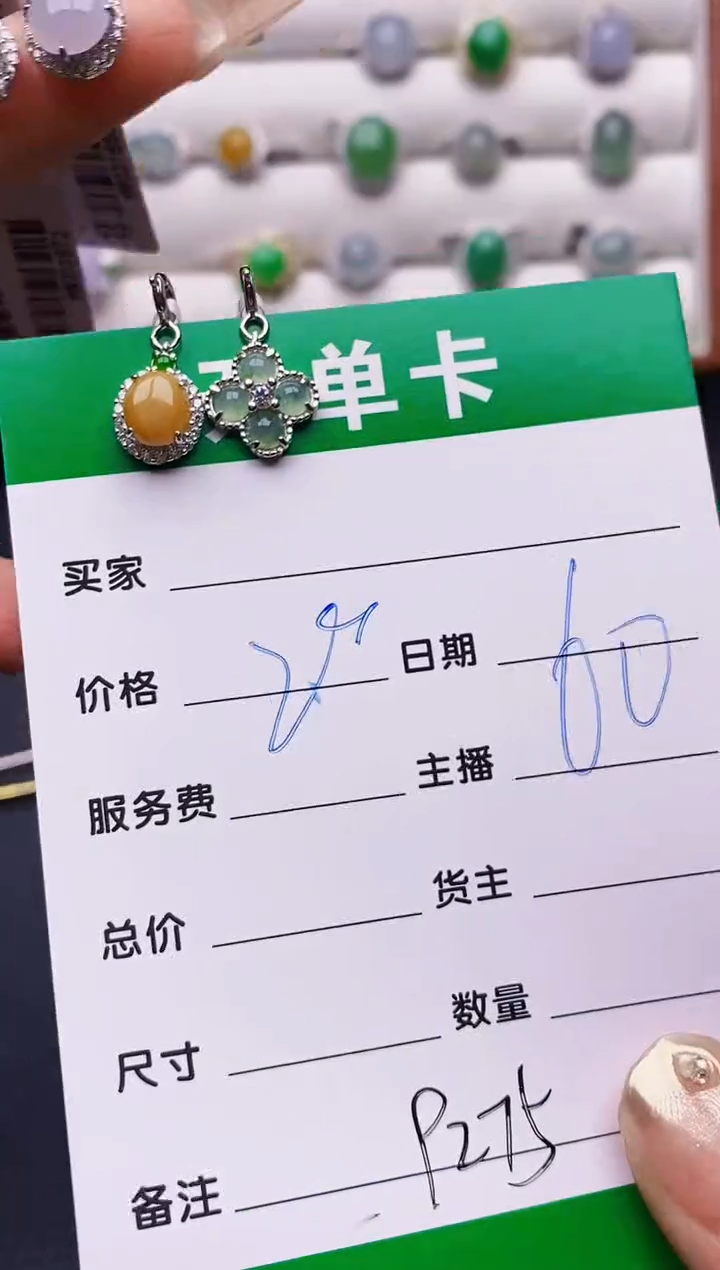 单卡
买家
价格 日期 60
服务费 主播
总价 货主
尺寸 数量
备注 P275